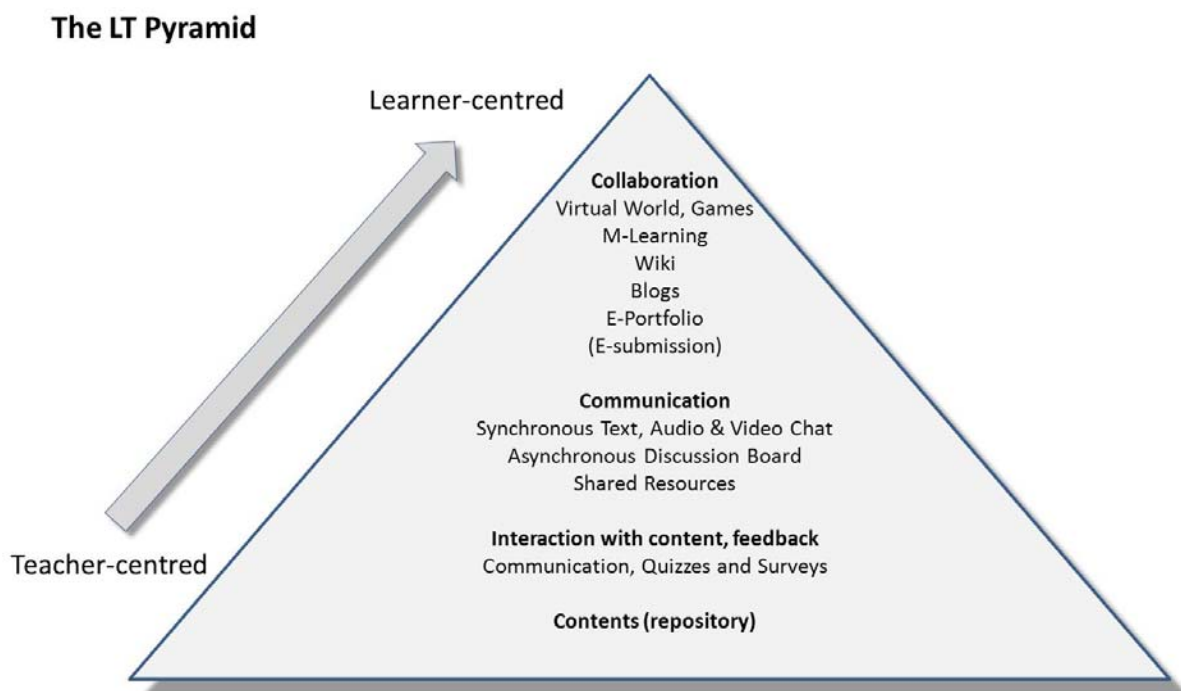 The LT Pyramid
Learner-centred
Collaboration
Virtual World, Games
M-Learning
Wiki
Blogs
E-Portfolio
(E-submission)
Communication
Synchronous Text, Audio & Video Chat
Asynchronous Discussion Board
Shared Resources
Interaction with content, feedback
Teacher-centred
Communication, Quizzes and Surveys
Contents (repository)